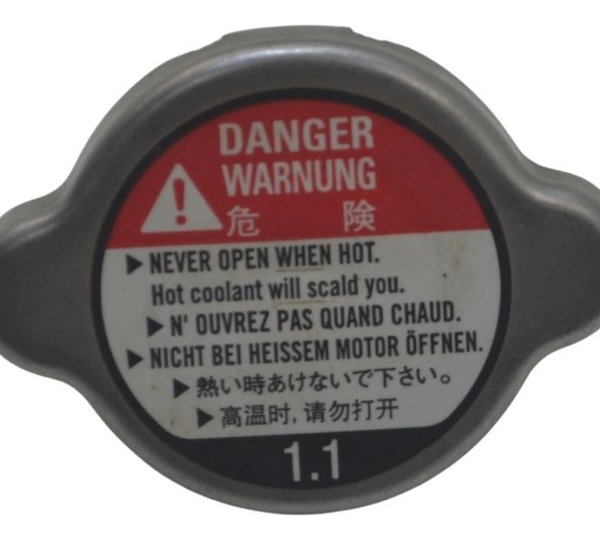 DANGER
WARNUNG
危 険
▶ NEVER OPEN WHEN HOT.
Hot coolant will scald you.
▶ N' OUVREZ PAS QUAND CHAUD.
▶ NICHT BEI HEISSEM MOTOR ÖFFNEN.
▶ 熱い時あけないで下さい。
▶ 高温时, 请勿打开
1.1